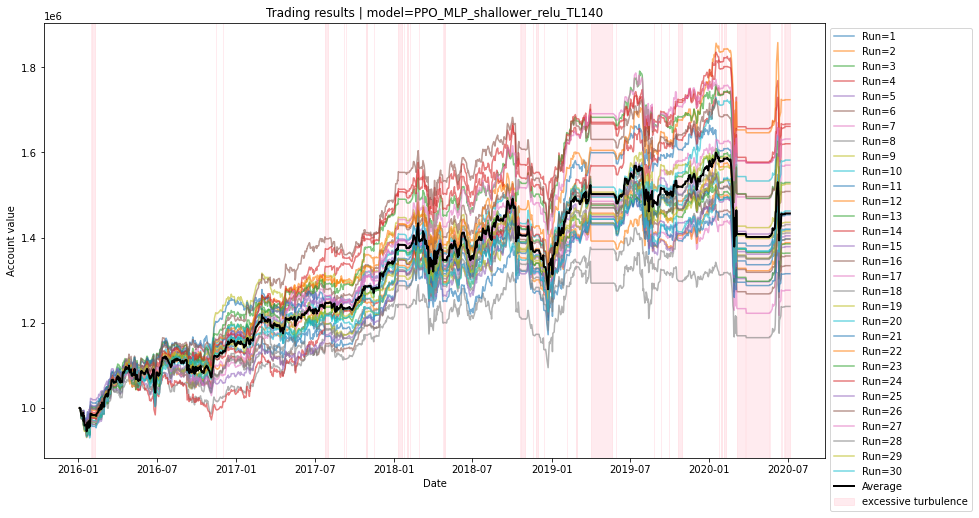 Trading results | model=PPO_MLP_shallower_relu_TL140
1e6
1.8
1.6
1.4
1.2
1.0
Account value
2016-01
2016-07
2017-01
2017-07
2018-01
2018-07
2019-01
2019-07
2020-01
2020-07
Date
Run=1
Run=2
Run=3
Run=4
Run=5
Run=6
Run=7
Run=8
Run=9
Run=10
Run=11
Run=12
Run=13
Run=14
Run=15
Run=16
Run=17
Run=18
Run=19
Run=20
Run=21
Run=22
Run=23
Run=24
Run=25
Run=26
Run=27
Run=28
Run=29
Run=30
Average
excessive turbulence